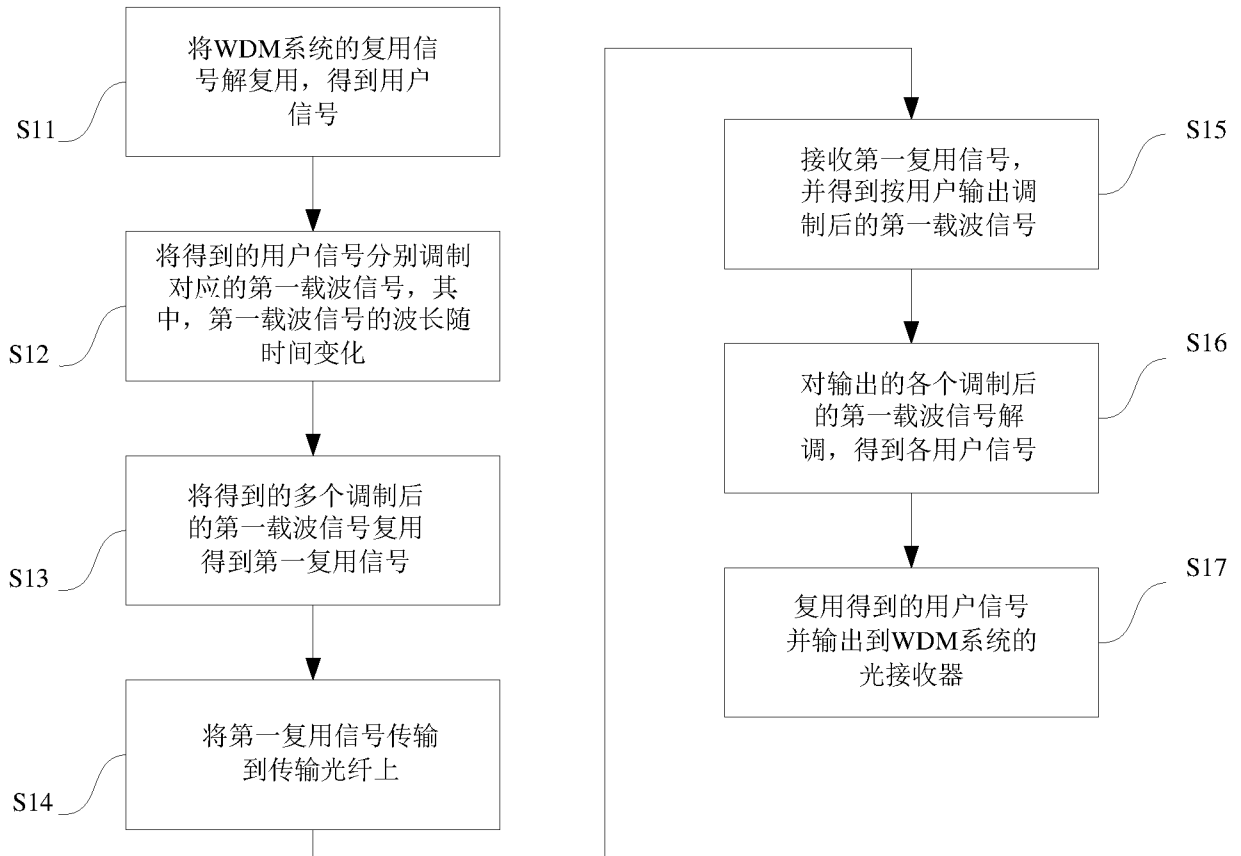 将WDM系统的复用信
号解复用，得到用户
信号
S11
将得到的用户信号分别调制
对应的第一载波信号，其
中，第一载波信号的波长随
时间变化
S12
将得到的多个调制后
的第一载波信号复用
得到第一复用信号
S13
将第一复用信号传输
到传输光纤上
S14
接收第一复用信号，
并得到按用户输出调
制后的第一载波信号
S15
对输出的各个调制后
的第一载波信号解
调，得到各用户信号
S16
复用得到的用户信号
并输出到WDM系统的
光接收器
S17